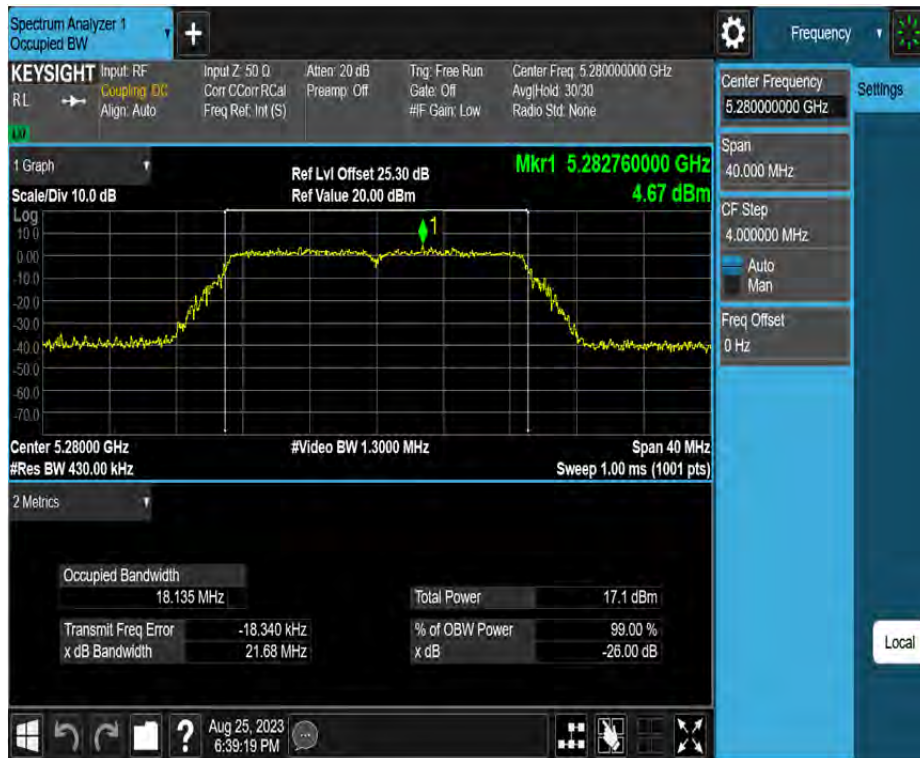 Spectrum Analyzer 1
Occupied BW
Frequency
KEYSIGHT
RL
Input: RF
Coupling: DC
Align: Auto
Input Z: 50 Ω
Corr CCorr RCal
Freq Ref: Int (S)
Atten: 20 dB
Preamp: Off
Trig: Free Run
Gate: Off
#IF Gain: Low
Center Freq: 5.280000000 GHz
Avg|Hold: 30/30
Radio Std: None
Center Frequency
5.280000000 GHz
Settings
Span
40.000 MHz
CF Step
4.000000 MHz
Auto
Man
Freq Offset
0 Hz
1 Graph
Scale/Div 10.0 dB
Ref Lvl Offset 25.30 dB
Ref Value 20.00 dBm
Mkr1 5.282760000 GHz
4.67 dBm
Log
10.0
0.00
-10.0
-20.0
-30.0
-40.0
-50.0
-60.0
-70.0
1
Center 5.28000 GHz
#Video BW 1.3000 MHz
Span 40 MHz
#Res BW 430.00 kHz
Sweep 1.00 ms (1001 pts)
2 Metrics
Occupied Bandwidth
18.135 MHz
Total Power 17.1 dBm
Transmit Freq Error -18.340 kHz
% of OBW Power 99.00 %
x dB Bandwidth 21.68 MHz
x dB -26.00 dB
Local
?
Aug 25, 2023
6:39:19 PM